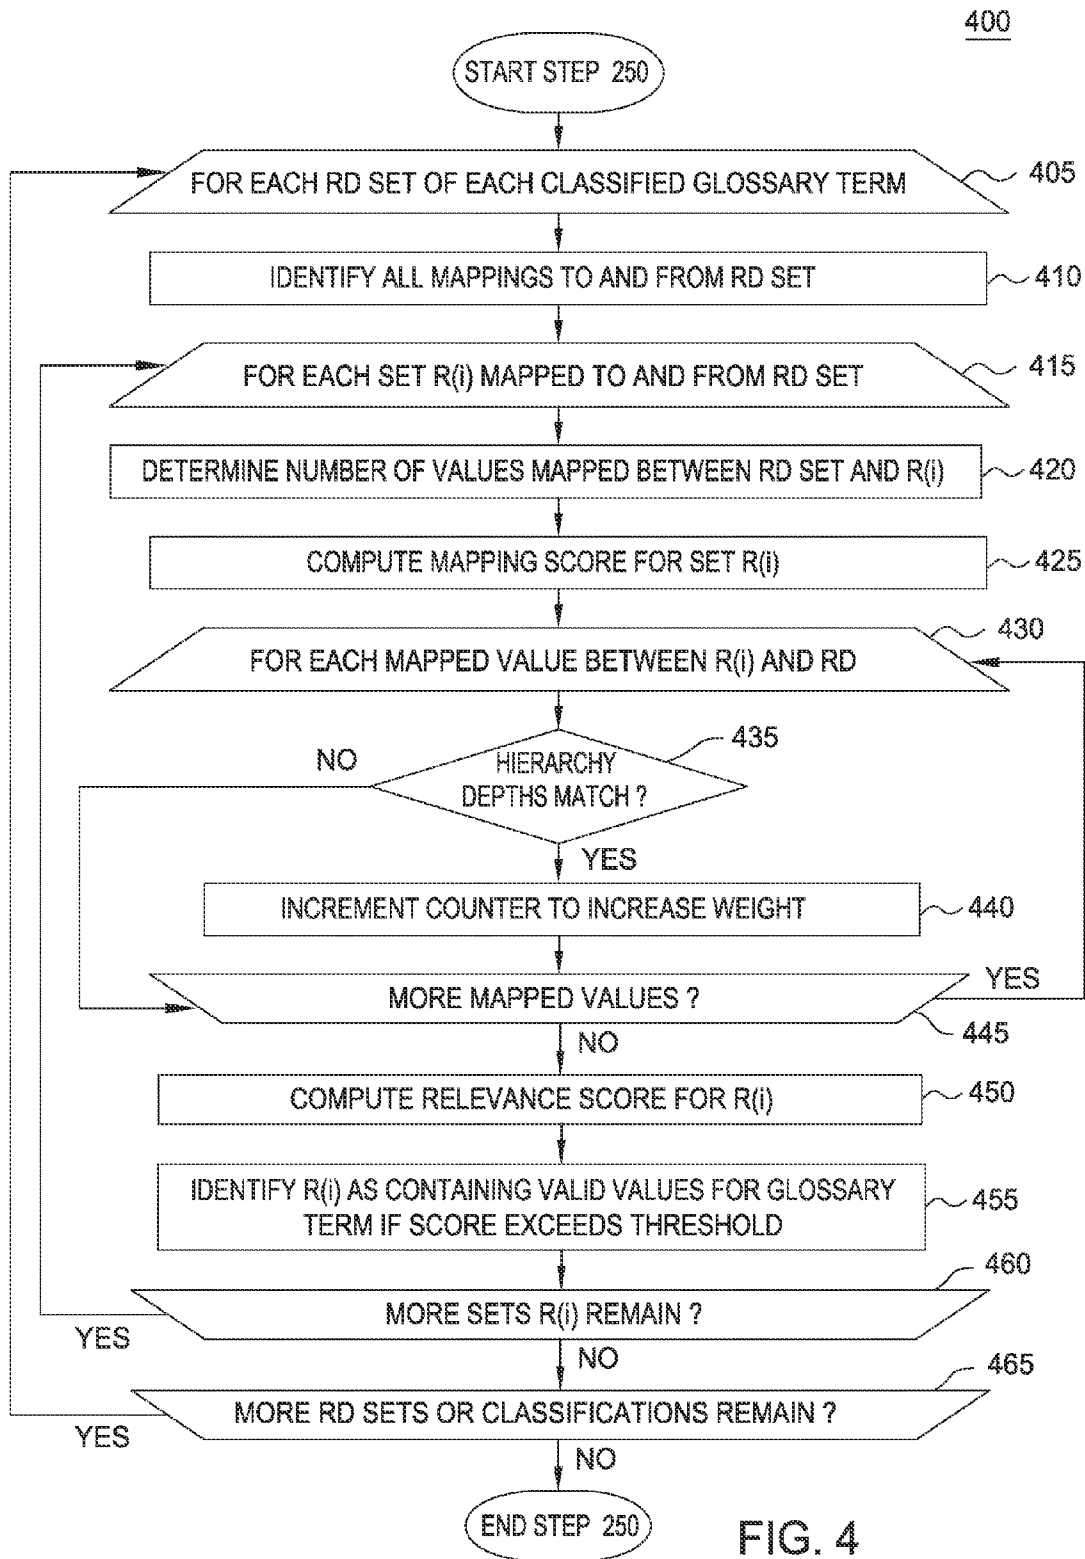 400
START STEP 250
FOR EACH RD SET OF EACH CLASSIFIED GLOSSARY TERM
405
IDENTIFY ALL MAPPINGS TO AND FROM RD SET
410
FOR EACH SET R(i) MAPPED TO AND FROM RD SET
415
DETERMINE NUMBER OF VALUES MAPPED BETWEEN RD SET AND R(i)
420
COMPUTE MAPPING SCORE FOR SET R(i)
425
430
FOR EACH MAPPED VALUE BETWEEN R(i) AND RD
435
NO
HIERARCHY
DEPTHS MATCH ?
YES
INCREMENT COUNTER TO INCREASE WEIGHT
440
YES
MORE MAPPED VALUES ?
445
NO
COMPUTE RELEVANCE SCORE FOR R(i)
450
IDENTIFY R(i) AS CONTAINING VALID VALUES FOR GLOSSARY
TERM IF SCORE EXCEEDS THRESHOLD
455
460
MORE SETS R(i) REMAIN ?
YES
NO
465
MORE RD SETS OR CLASSIFICATIONS REMAIN ?
YES
NO
END STEP 250
FIG. 4